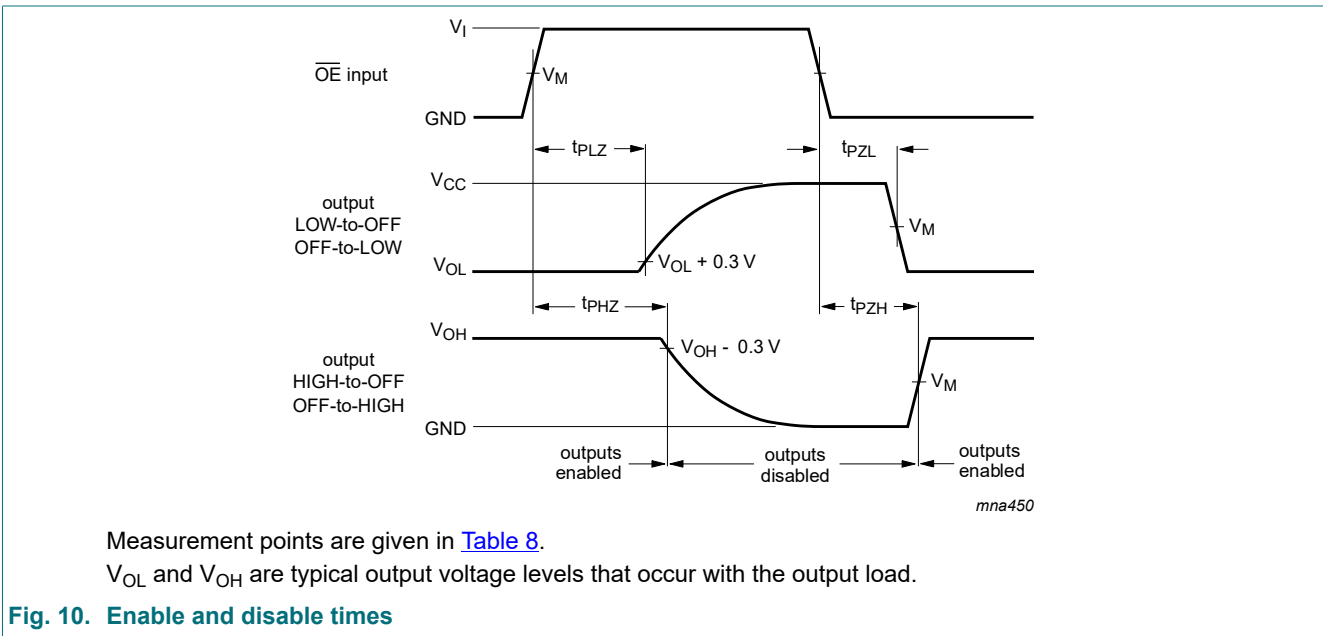 V_I
O̅E̅ input
V_M
GND
t_PLZ
t_PZL
V_CC
output
LOW-to-OFF
OFF-to-LOW
V_M
V_OL
V_OL + 0.3 V
t_PHZ
t_PZH
V_OH
V_OH - 0.3 V
output
HIGH-to-OFF
OFF-to-HIGH
V_M
GND
outputs
enabled
outputs
disabled
outputs
enabled
mna450
Measurement points are given in Table 8.
V_OL and V_OH are typical output voltage levels that occur with the output load.
Fig. 10. Enable and disable times